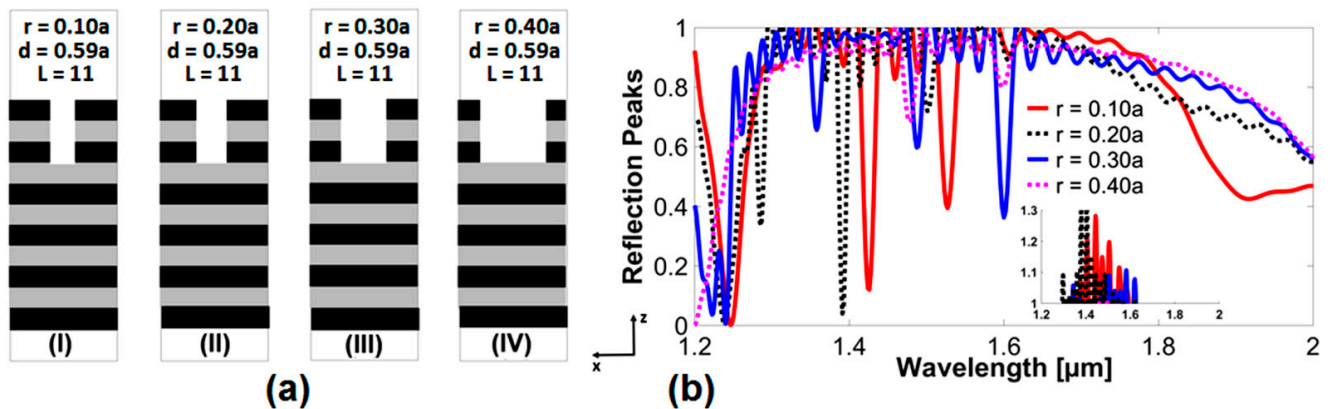 r = 0.10a
d = 0.59a
L = 11
(I)
r = 0.20a
d = 0.59a
L = 11
(II)
r = 0.30a
d = 0.59a
L = 11
(III)
r = 0.40a
d = 0.59a
L = 11
(IV)
z
x
(a)
Reflection Peaks
1
0.8
0.6
0.4
0.2
0
1.2
1.4
1.6
1.8
2
Wavelength [µm]
r = 0.10a
r = 0.20a
r = 0.30a
r = 0.40a
1.3
1.2
1.1
1
1.2
1.4
1.6
1.8
2
(b)